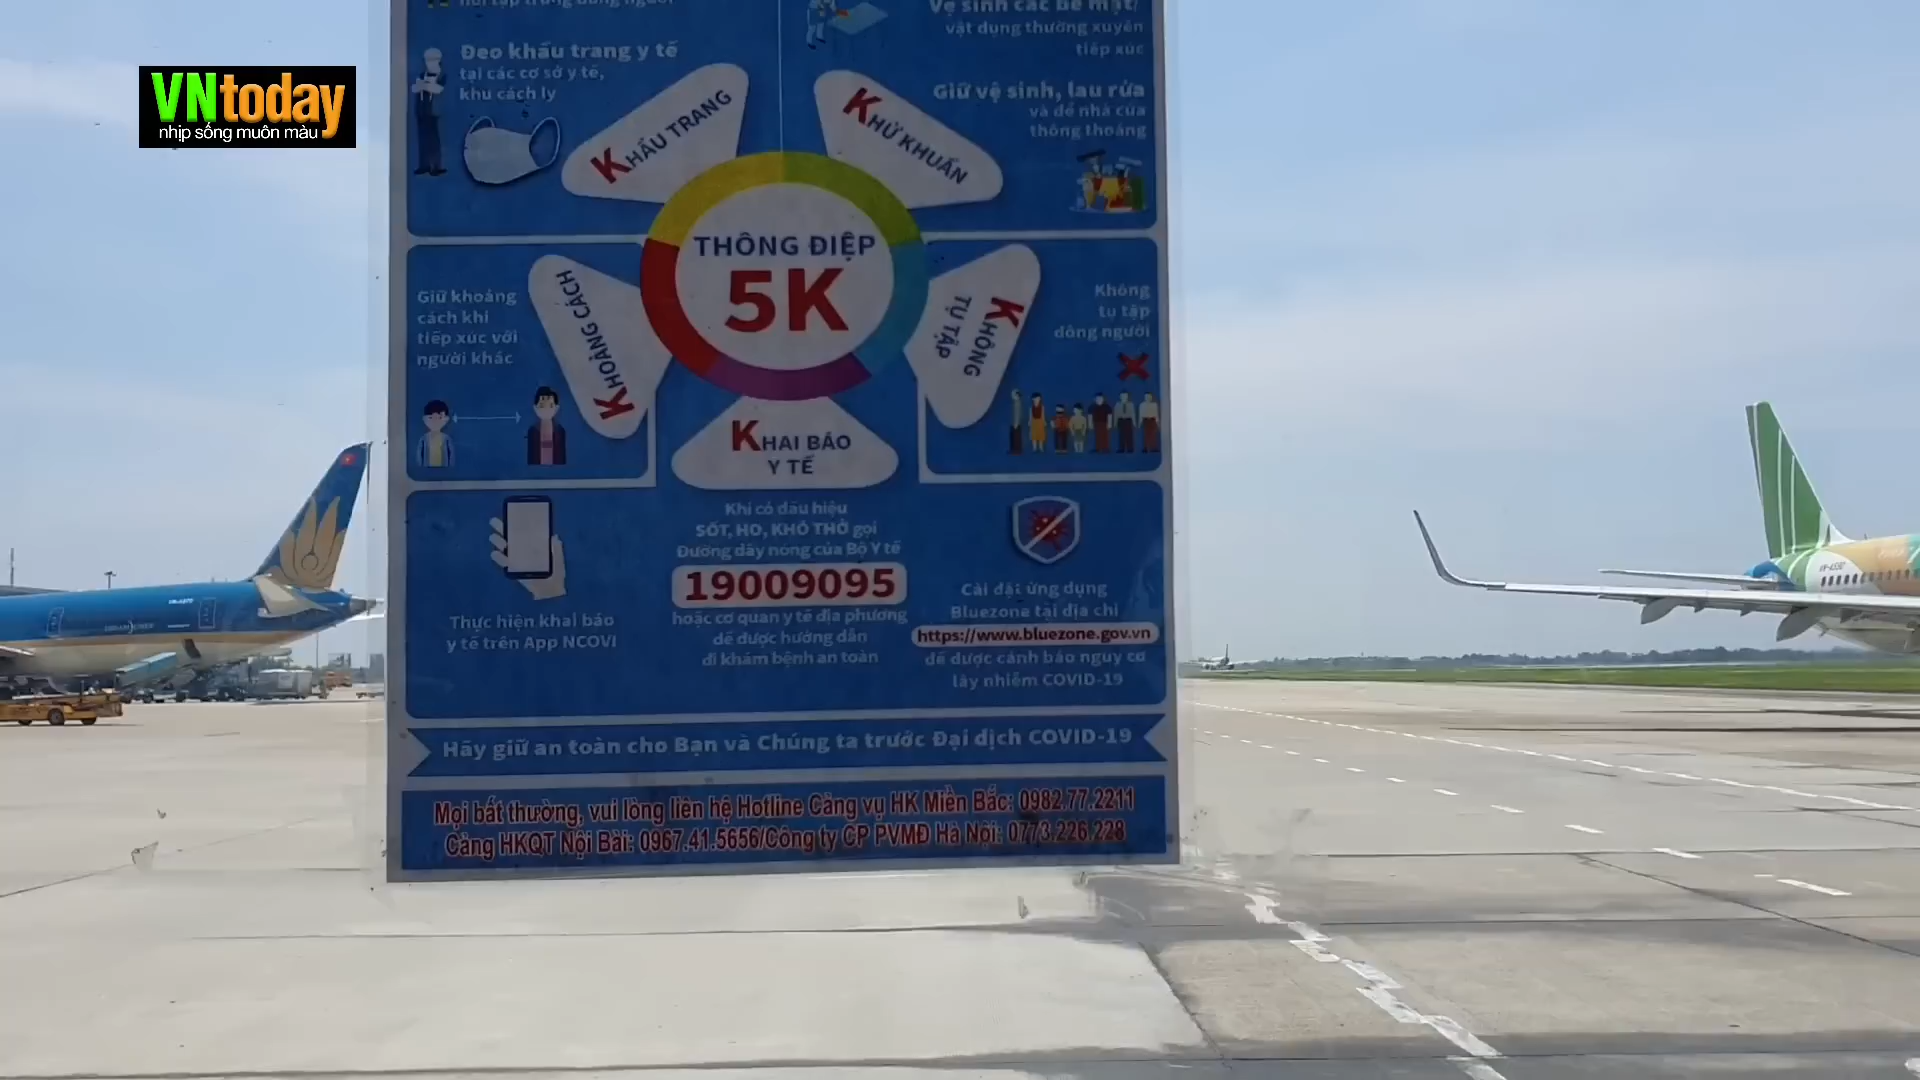 VNtoday
nhịp sống muôn màu
Vệ sinh các bề mặt/
vật dụng thường xuyên
tiếp xúc
Đeo khẩu trang y tế
tại các cơ sở y tế,
khu cách ly
KHẨU TRANG
KHỬ KHUẨN
Giữ vệ sinh, lau rửa
và để nhà cửa
thông thoáng
THÔNG ĐIỆP
5K
Giữ khoảng
cách khi
tiếp xúc với
người khác
KHOẢNG CÁCH
KHÔNG
TỤ TẬP
Không
tụ tập
đông người
KHAI BÁO
Y TẾ
Thực hiện khai báo
y tế trên App NCOVI
Khi có dấu hiệu
SỐT, HO, KHÓ THỞ gọi
Đường dây nóng của Bộ Y tế
19009095
hoặc cơ quan y tế địa phương
để được hướng dẫn
đi khám bệnh an toàn
Cài đặt ứng dụng
Bluezone tại địa chỉ
https://www.bluezone.gov.vn
để được cảnh báo nguy cơ
lây nhiễm COVID-19
Hãy giữ an toàn cho Bạn và Chúng ta trước Đại dịch COVID-19
Mọi bất thường, vui lòng liên hệ Hotline Cảng vụ HK Miền Bắc: 0982.77.2211
Cảng HKQT Nội Bài: 0967.41.5656/Công ty CP PVMĐ Hà Nội: 0773.226.228